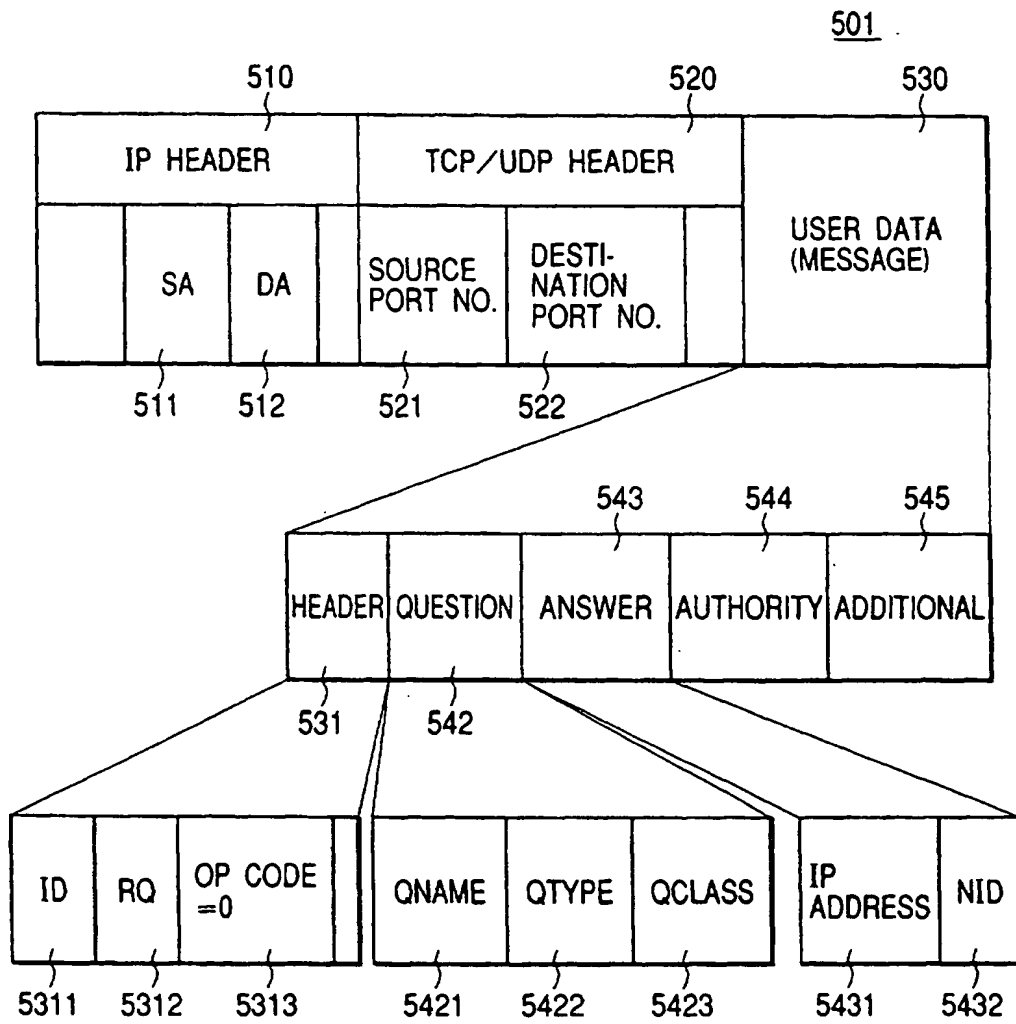 501
510
520
530
IP HEADER
TCP/UDP HEADER
USER DATA
(MESSAGE)
SA
DA
SOURCE
PORT NO.
DESTI-
NATION
PORT NO.
511
512
521
522
543
544
545
HEADER
QUESTION
ANSWER
AUTHORITY
ADDITIONAL
531
542
ID
RQ
OP CODE
=0
QNAME
QTYPE
QCLASS
IP
ADDRESS
NID
5311
5312
5313
5421
5422
5423
5431
5432